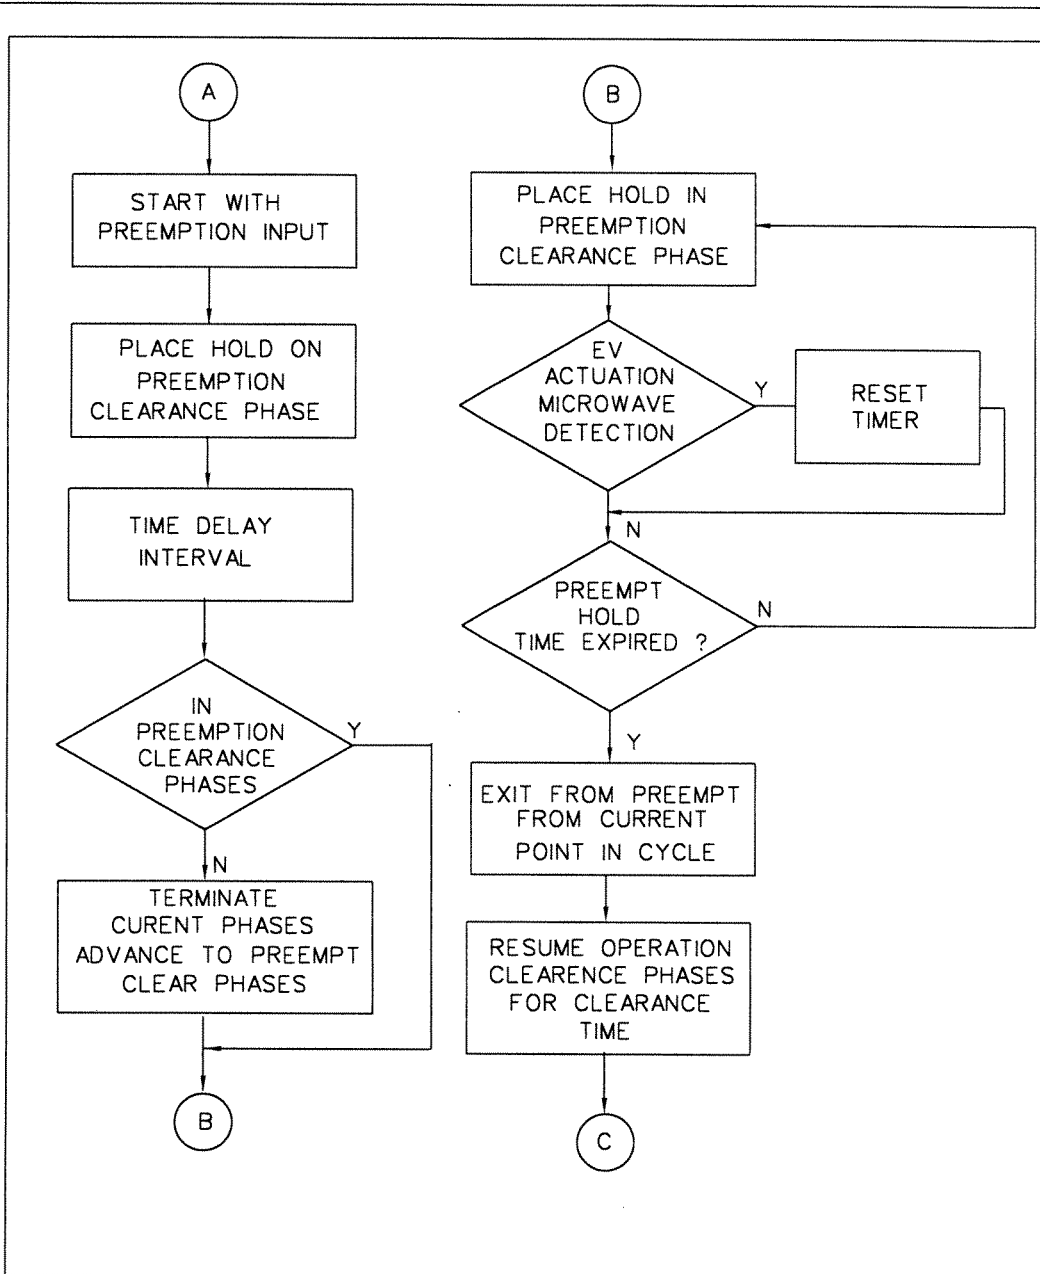 A
START WITH
PREEMPTION INPUT
PLACE HOLD ON
PREEMPTION
CLEARANCE PHASE
TIME DELAY
INTERVAL
IN
PREEMPTION
CLEARANCE
PHASES
Y
N
TERMINATE
CURENT PHASES
ADVANCE TO PREEMPT
CLEAR PHASES
B
B
PLACE HOLD IN
PREEMPTION
CLEARANCE PHASE
EV
ACTUATION
MICROWAVE
DETECTION
Y
RESET
TIMER
N
PREEMPT
HOLD
TIME EXPIRED ?
N
Y
EXIT FROM PREEMPT
FROM CURRENT
POINT IN CYCLE
RESUME OPERATION
CLEARENCE PHASES
FOR CLEARANCE
TIME
C